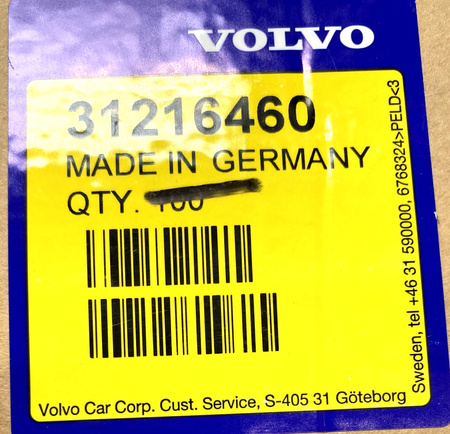 VOLVO
31216460
MADE IN GERMANY
QTY. 100
Volvo Car Corp. Cust. Service, S-405 31 Göteborg
Sweden, tel +46 31 590000, 6768324>PELD<3